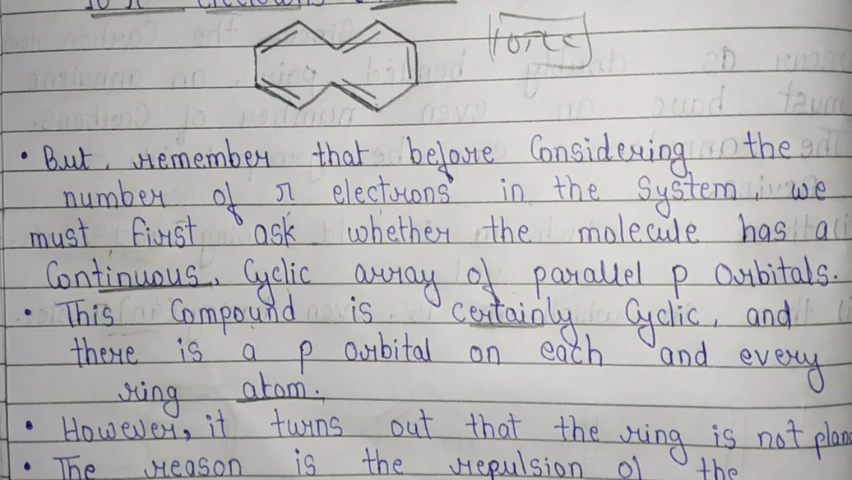 10 π electrons
10πe
• But, remember that before Considering the
number of π electrons in the System, we
must first ask whether the molecule has a
Continuous, Cyclic array of parallel p Orbitals.
• This Compound is certainly Cyclic, and
there is a p orbital on each and every
ring atom.
• However, it turns out that the ring is not plana
• The reason is the repulsion of the